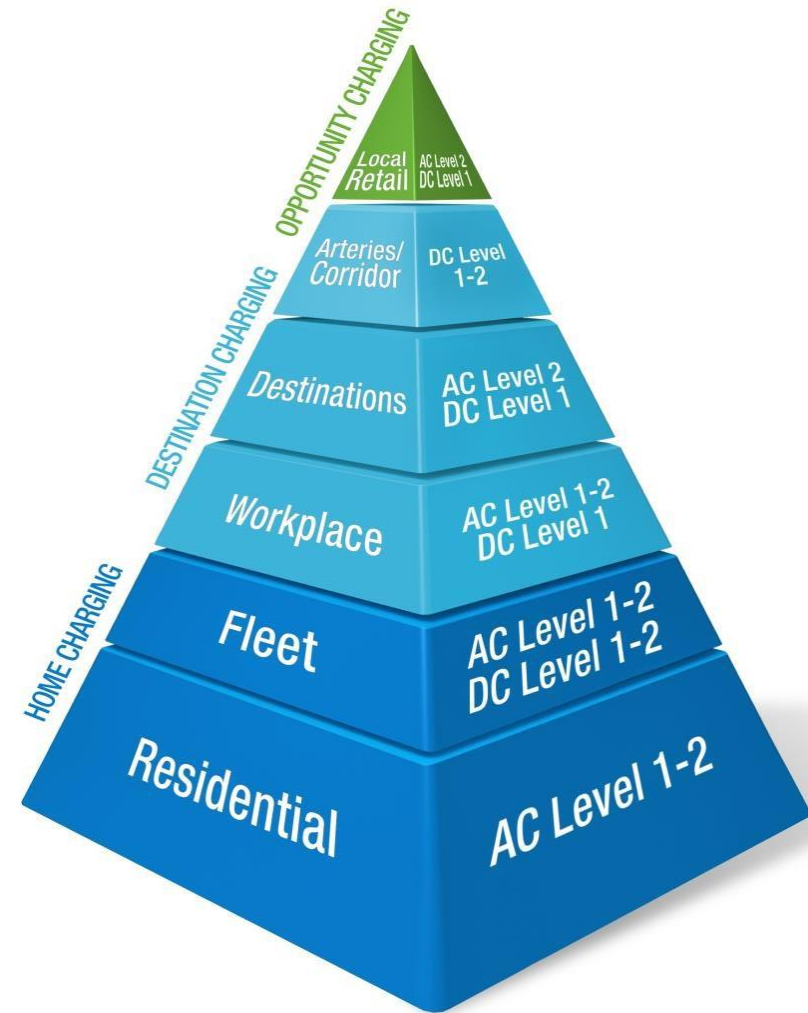 OPPORTUNITY CHARGING
Local
Retail
AC Level 2
DC Level 1
DESTINATION CHARGING
Arteries/
Corridor
DC Level
1-2
Destinations
AC Level 2
DC Level 1
Workplace
AC Level 1-2
DC Level 1
HOME CHARGING
Fleet
AC Level 1-2
DC Level 1-2
Residential
AC Level 1-2